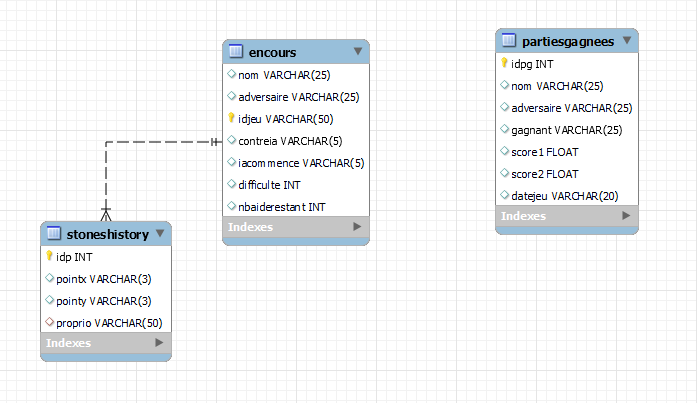 encours
nom VARCHAR(25)
adversaire VARCHAR(25)
idjeu VARCHAR(50)
contreia VARCHAR(5)
iacommence VARCHAR(5)
difficulte INT
nbaiderestant INT
Indexes
partiesgagnees
idpg INT
nom VARCHAR(25)
adversaire VARCHAR(25)
gagnant VARCHAR(25)
score1 FLOAT
score2 FLOAT
datejeu VARCHAR(20)
Indexes
stoneshistory
idp INT
pointx VARCHAR(3)
pointy VARCHAR(3)
proprio VARCHAR(50)
Indexes